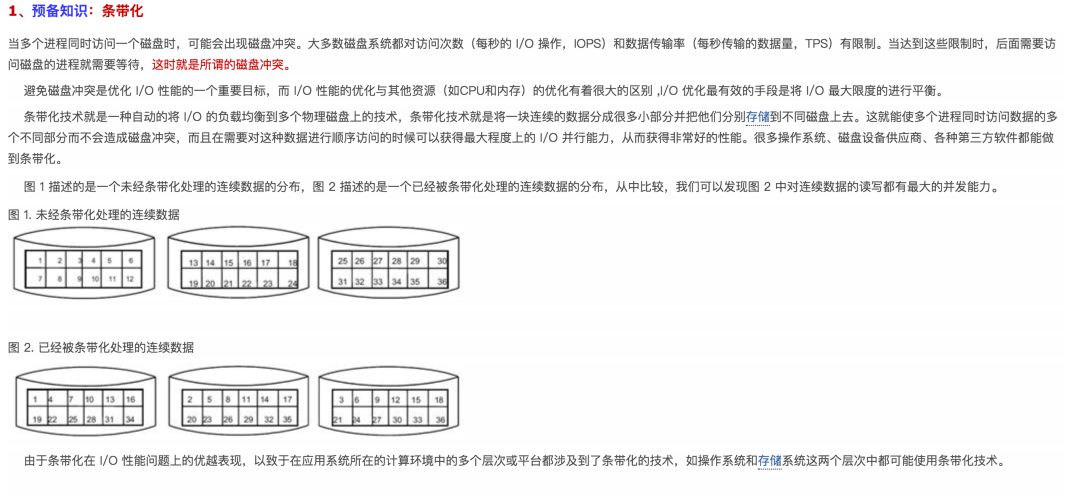 1、预备知识：条带化
当多个进程同时访问一个磁盘时，可能会出现磁盘冲突。大多数磁盘系统都对访问次数（每秒的 I/O 操作，IOPS）和数据传输率（每秒传输的数据量，TPS）有限制。当达到这些限制时，后面需要访
问磁盘的进程就需要等待，这时就是所谓的磁盘冲突。
避免磁盘冲突是优化 I/O 性能的一个重要目标，而 I/O 性能的优化与其他资源（如CPU和内存）的优化有着很大的区别 ,I/O 优化最有效的手段是将 I/O 最大限度的进行平衡。
条带化技术就是一种自动的将 I/O 的负载均衡到多个物理磁盘上的技术，条带化技术就是将一块连续的数据分成很多小部分并把他们分别存储到不同磁盘上去。这就能使多个进程同时访问数据的多
个不同部分而不会造成磁盘冲突，而且在需要对这种数据进行顺序访问的时候可以获得最大程度上的 I/O 并行能力，从而获得非常好的性能。很多操作系统、磁盘设备供应商、各种第三方软件都能做
到条带化。
图 1 描述的是一个未经条带化处理的连续数据的分布，图 2 描述的是一个已经被条带化处理的连续数据的分布，从中比较，我们可以发现图 2 中对连续数据的读写都有最大的并发能力。
图 1. 未经条带化处理的连续数据
1 2 3 4 5 6
7 8 9 10 11 12
13 14 15 16 17 18
19 20 21 22 23 24
25 26 27 28 29 30
31 32 33 34 35 36
图 2. 已经被条带化处理的连续数据
1 4 7 10 13 16
19 22 25 28 31 34
2 5 8 11 14 17
20 23 26 29 32 35
3 6 9 12 15 18
21 24 27 30 33 36
由于条带化在 I/O 性能问题上的优越表现，以致于在应用系统所在的计算环境中的多个层次或平台都涉及到了条带化的技术，如操作系统和存储系统这两个层次中都可能使用条带化技术。